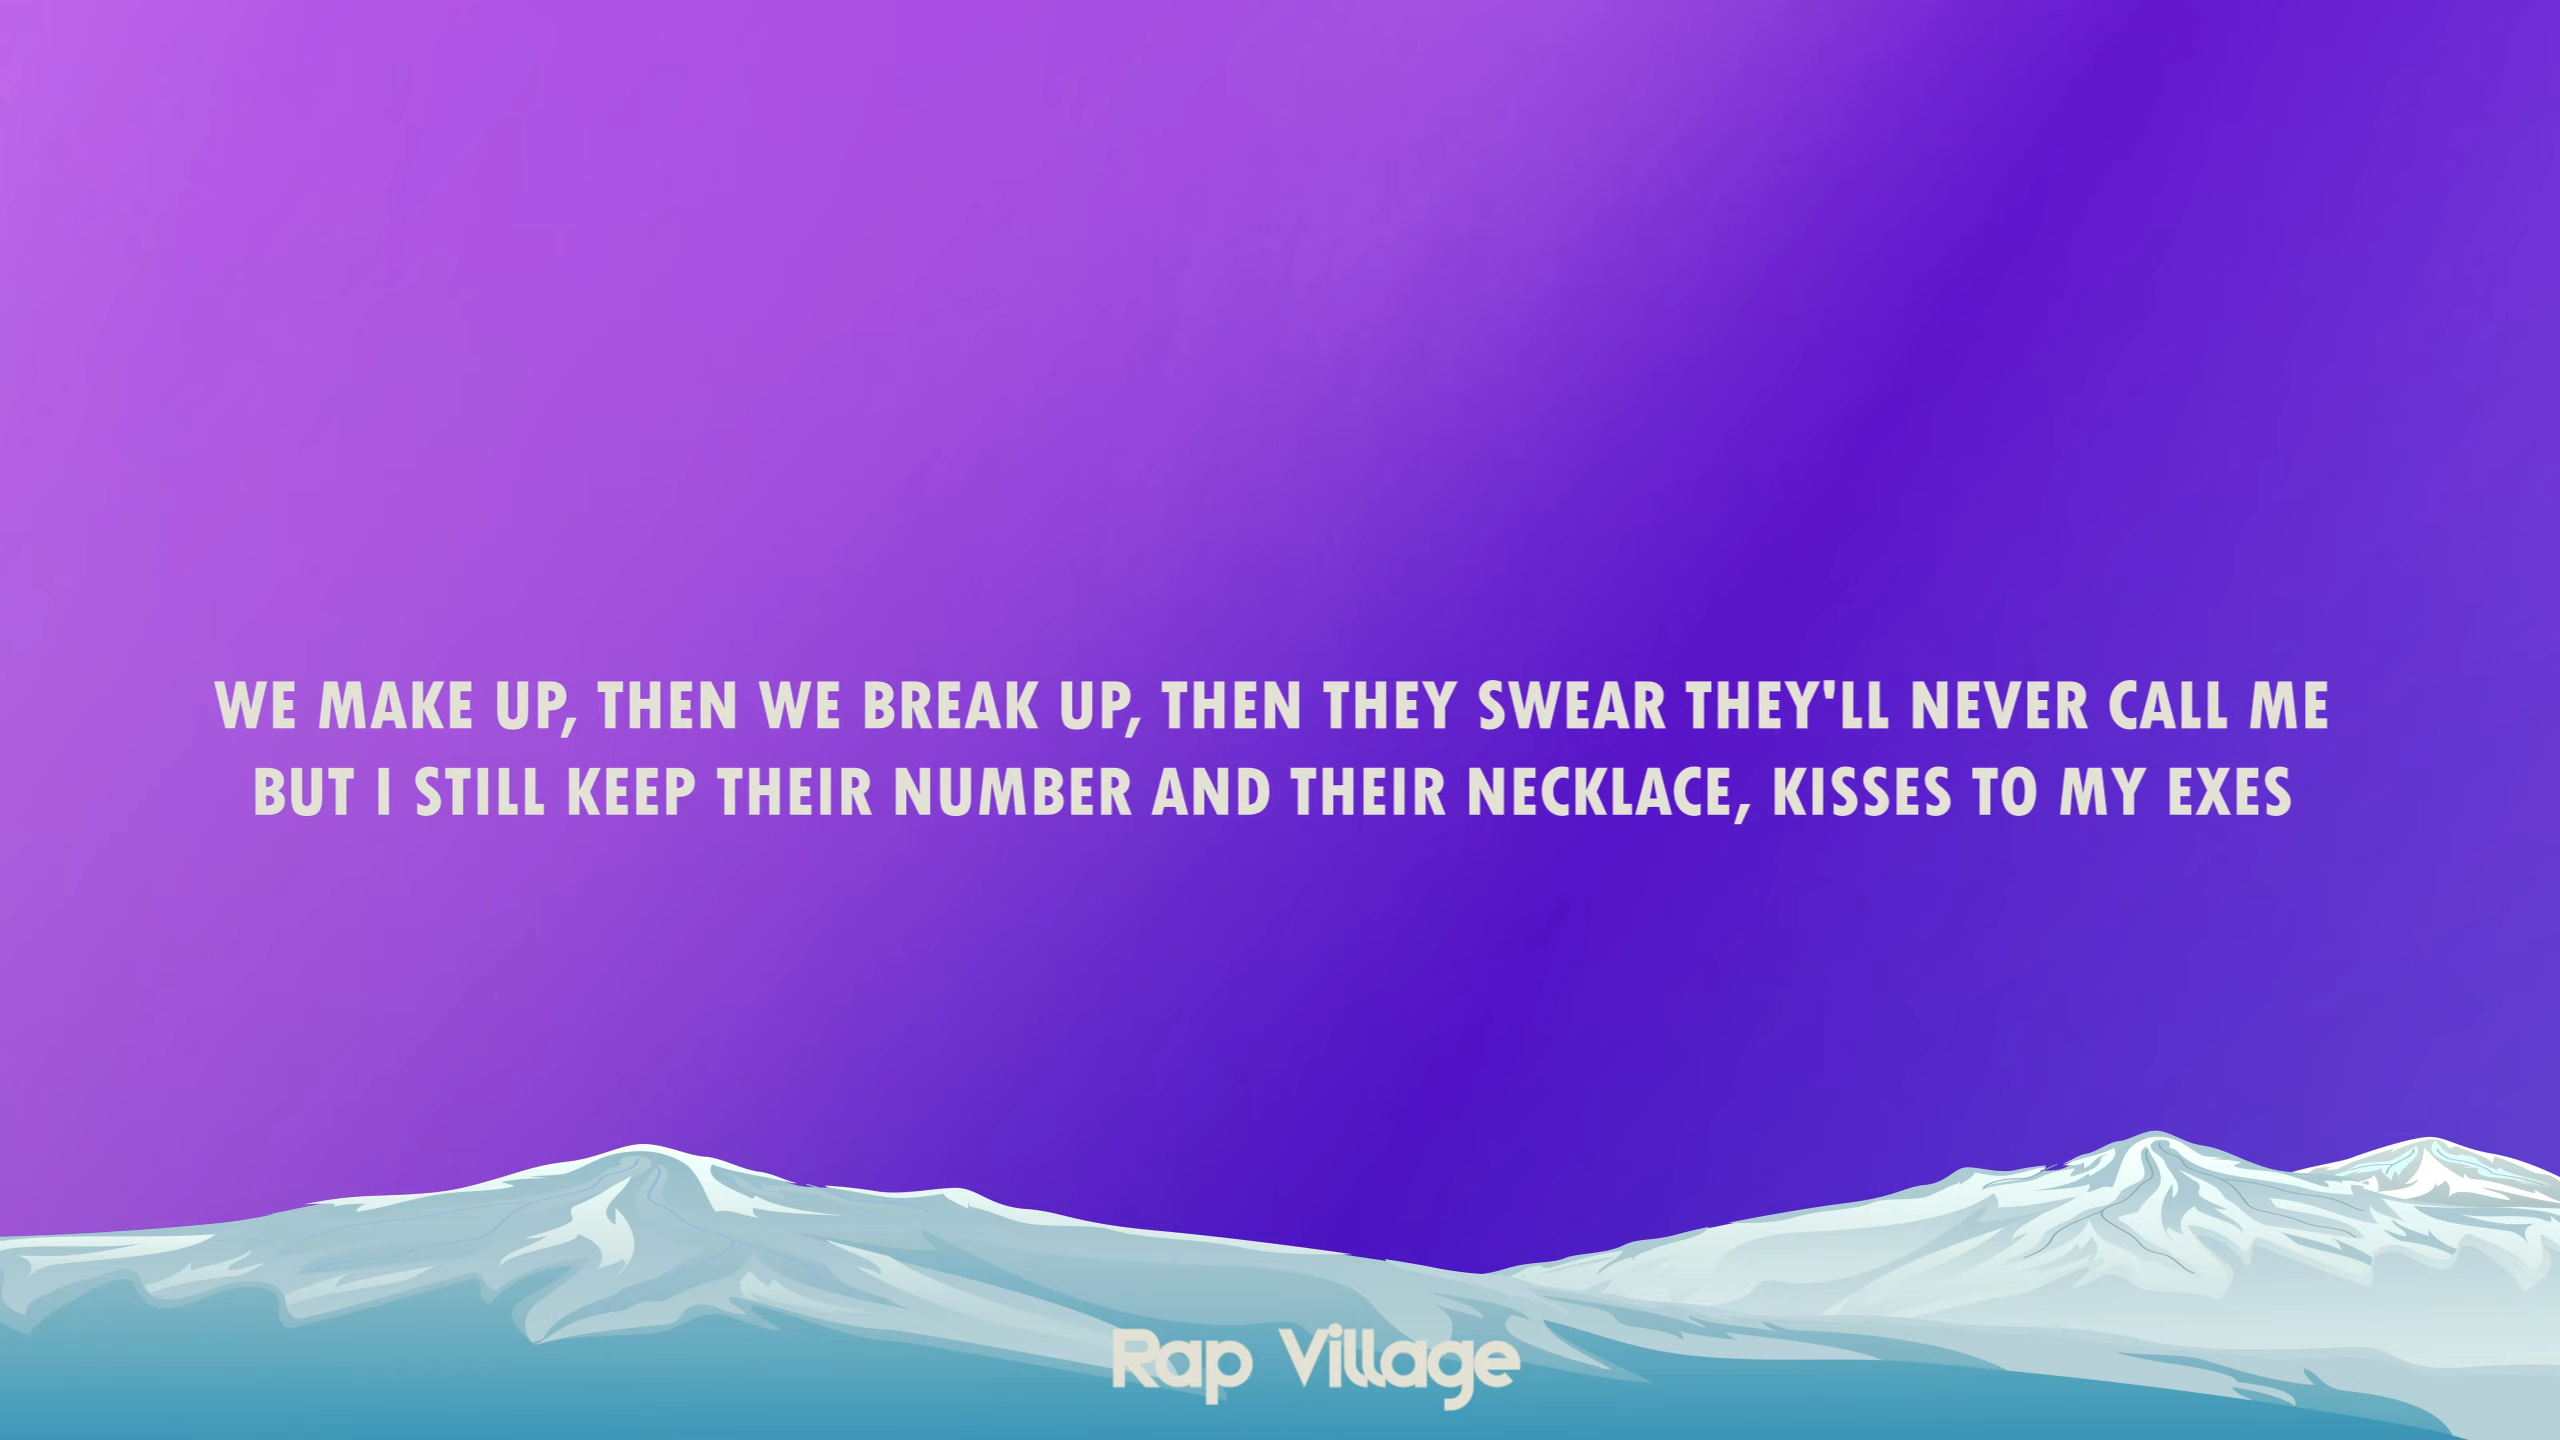 WE MAKE UP, THEN WE BREAK UP, THEN THEY SWEAR THEY'LL NEVER CALL ME
BUT I STILL KEEP THEIR NUMBER AND THEIR NECKLACE, KISSES TO MY EXES
Rap Village